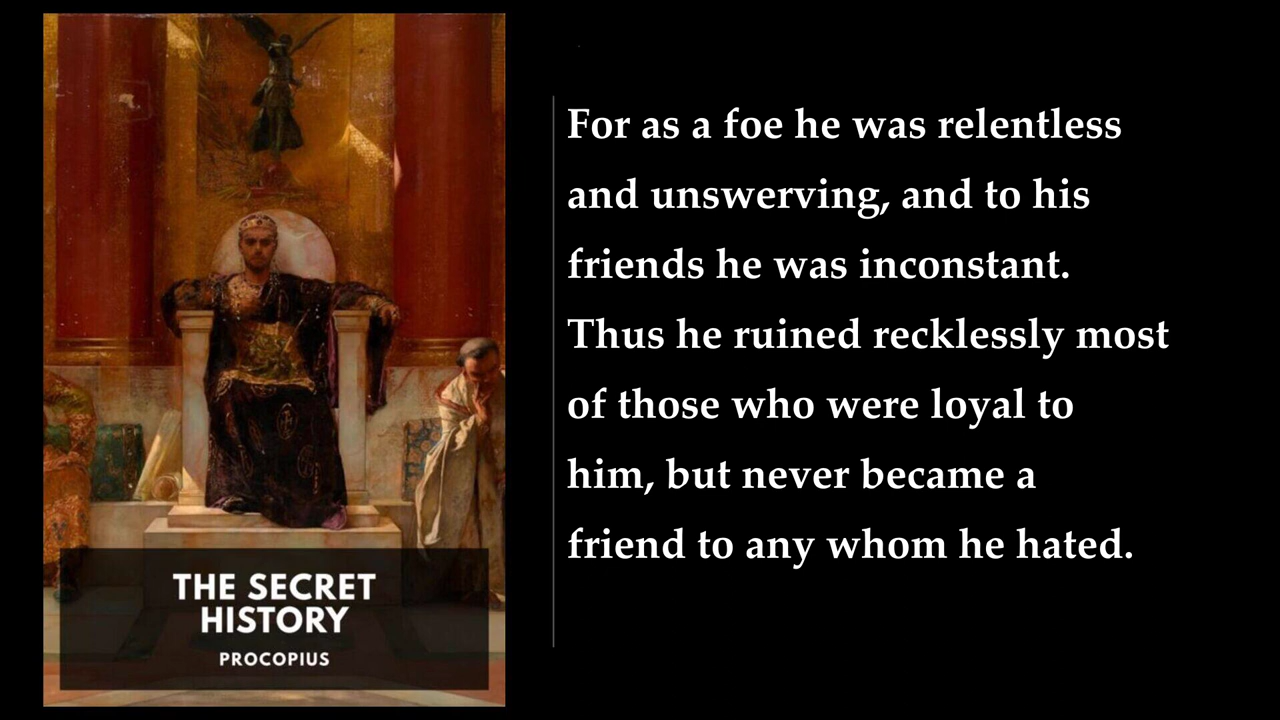 THE SECRET
HISTORY
PROCOPIUS
For as a foe he was relentless
and unswerving, and to his
friends he was inconstant.
Thus he ruined recklessly most
of those who were loyal to
him, but never became a
friend to any whom he hated.